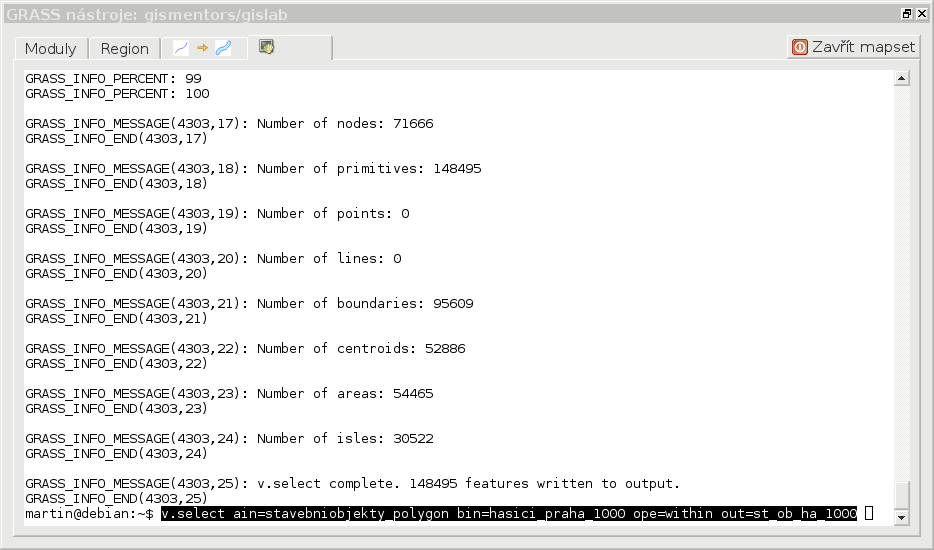 GRASS nástroje: gismentors/gislab
Moduly
Region
Zavřít mapset
GRASS_INFO_PERCENT: 99
GRASS_INFO_PERCENT: 100
GRASS_INFO_MESSAGE(4303,17): Number of nodes: 71666
GRASS_INFO_END(4303,17)
GRASS_INFO_MESSAGE(4303,18): Number of primitives: 148495
GRASS_INFO_END(4303,18)
GRASS_INFO_MESSAGE(4303,19): Number of points: 0
GRASS_INFO_END(4303,19)
GRASS_INFO_MESSAGE(4303,20): Number of lines: 0
GRASS_INFO_END(4303,20)
GRASS_INFO_MESSAGE(4303,21): Number of boundaries: 95609
GRASS_INFO_END(4303,21)
GRASS_INFO_MESSAGE(4303,22): Number of centroids: 52886
GRASS_INFO_END(4303,22)
GRASS_INFO_MESSAGE(4303,23): Number of areas: 54465
GRASS_INFO_END(4303,23)
GRASS_INFO_MESSAGE(4303,24): Number of isles: 30522
GRASS_INFO_END(4303,24)
GRASS_INFO_MESSAGE(4303,25): v.select complete. 148495 features written to output.
GRASS_INFO_END(4303,25)
martin@debian:~$ v.select ain=stavebniobjekty_polygon bin=hasici_praha_1000 ope=within out=st_ob_ha_1000